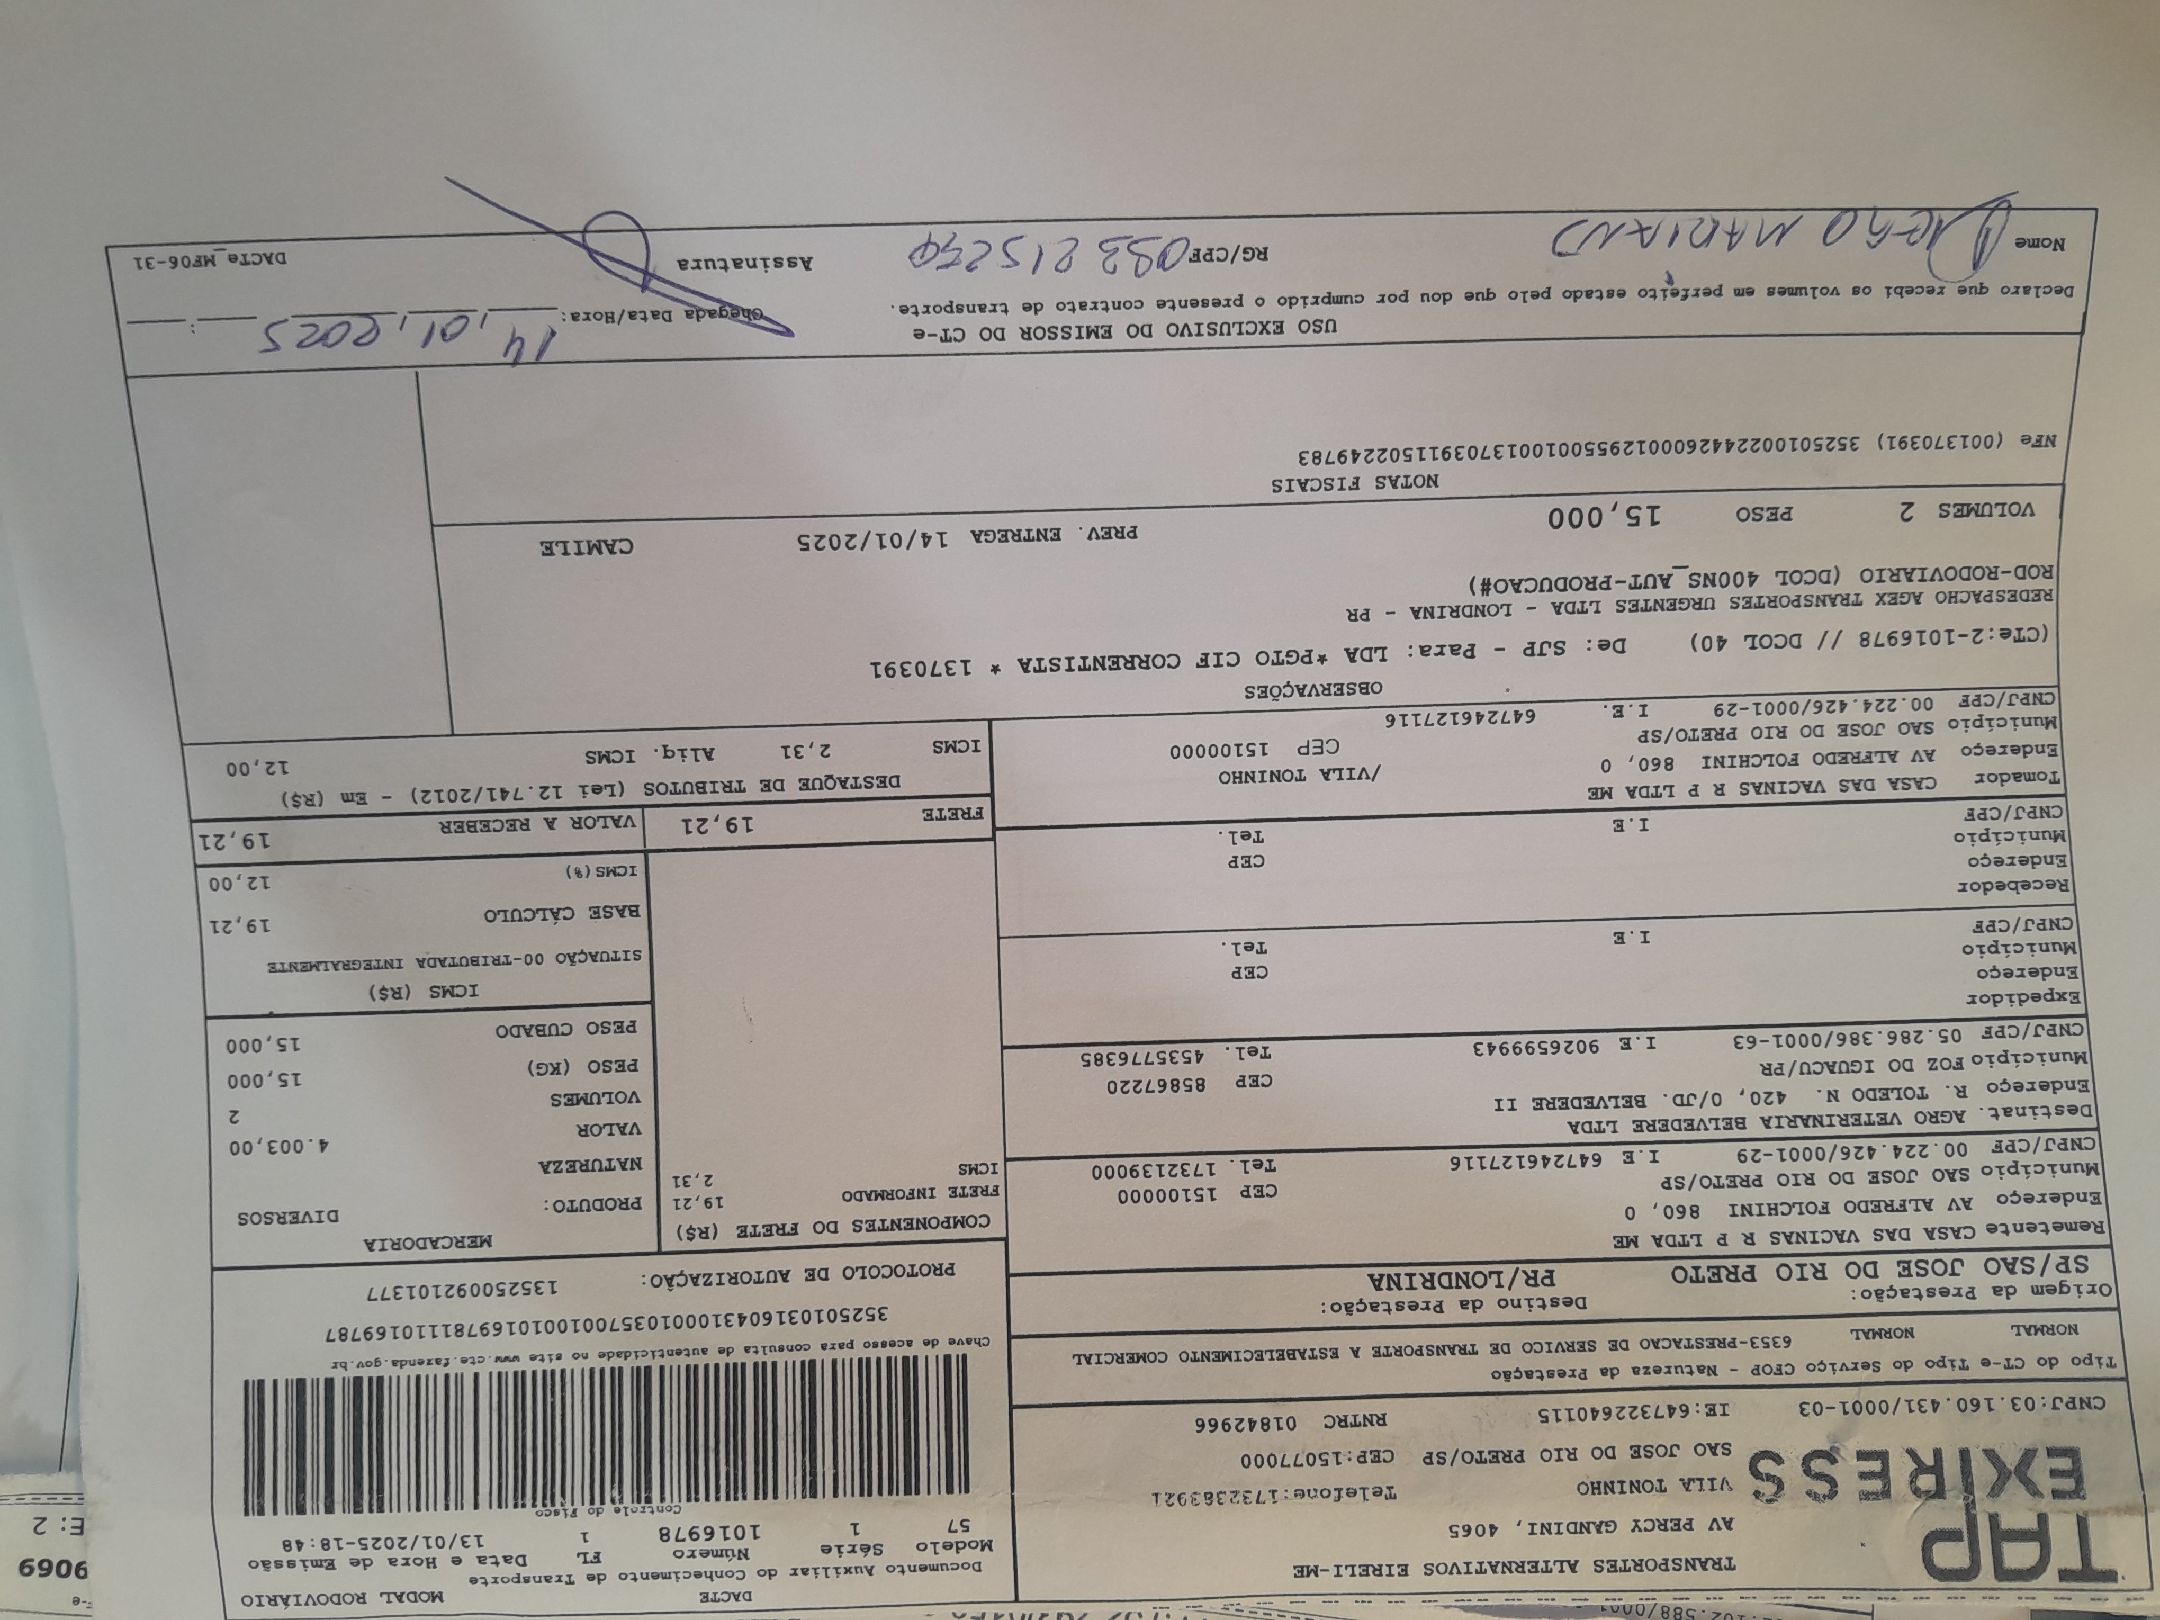 TAP
EXPRESS
TRANSPORTES ALTERNATIVOS EIRELI-ME
AV PERCY GANDINI, 4065
VILA TONINHO Telefone:1732363921
SAO JOSE DO RIO PRETO/SP CEP:15077000
CNPJ:03.160.431/0001-03 IE:647322640115 RNTRC 01842966
DACTE MODAL RODOVIÁRIO
Documento Auxiliar do Conhecimento de Transporte
Modelo Série Número FL Data e Hora de Emissão
57 1 1016978 1 13/01/2025-18:48
Controle do Fisco
Chave de acesso para consulta de autenticidade no site www.cte.fazenda.gov.br
35250103160431000103570010010169781110169787
PROTOCOLO DE AUTORIZAÇÃO: 135250092101377
Tipo do CT-e Tipo do Serviço CFOP - Natureza da Prestação
NORMAL NORMAL 6353-PRESTACAO DE SERVICO DE TRANSPORTE A ESTABELECIMENTO COMERCIAL
Origem da Prestação: Destino da Prestação:
SP/SAO JOSE DO RIO PRETO PR/LONDRINA
Remetente CASA DAS VACINAS R P LTDA ME
Endereço AV ALFREDO FOLCHINI 860, 0 CEP 15100000
Município SAO JOSE DO RIO PRETO/SP Tel. 1732139000
CNPJ/CPF 00.224.426/0001-29 I.E 647246127116
Destinat. AGRO VETERINARIA BELVEDERE LTDA
Endereço R. TOLEDO N. 420, 0/JD. BELVEDERE II
Município FOZ DO IGUACU/PR CEP 85867220
CNPJ/CPF 05.286.386/0001-63 I.E 9026599943 Tel. 4535776385
Expedidor
Endereço CEP
Município Tel.
CNPJ/CPF I.E
Recebedor
Endereço CEP
Município Tel.
CNPJ/CPF I.E
Tomador CASA DAS VACINAS R P LTDA ME
Endereço AV ALFREDO FOLCHINI 860, 0 /VILA TONINHO
Município SAO JOSE DO RIO PRETO/SP CEP 15100000
CNPJ/CPF 00.224.426/0001-29 I.E. 647246127116
COMPONENTES DO FRETE (R$)
FRETE INFORMADO 19,21
ICMS 2,31
MERCADORIA
PRODUTO: DIVERSOS
NATUREZA
VALOR 4.003,00
VOLUMES 2
PESO (KG) 15,000
PESO CUBADO 15,000
ICMS (R$)
SITUAÇÃO 00-TRIBUTADA INTEGRALMENTE
BASE CÁLCULO 19,21
ICMS(%) 12,00
FRETE 19,21 VALOR A RECEBER 19,21
DESTAQUE DE TRIBUTOS (Lei 12.741/2012) - Em (R$)
ICMS 2,31 Aliq. ICMS 12,00
OBSERVAÇÕES
(CTe:2-1016978 // DCOL 40) De: SJP - Para: LDA *PGTO CIF CORRENTISTA * 1370391
REDESPACHO AGEX TRANSPORTES URGENTES LTDA - LONDRINA - PR
ROD-RODOVIARIO (DCOL 400NS_AUT-PRODUCAO#)
VOLUMES 2 PESO 15,000 PREV. ENTREGA 14/01/2025 CAMILE
NOTAS FISCAIS
NFe (001370391) 35250100224426000129550010013703911502249783
USO EXCLUSIVO DO EMISSOR DO CT-e
Declaro que recebi os volumes em perfeito estado pelo que dou por cumprido o presente contrato de transporte.
Chegada Data/Hora: 14, 01, 2025 :
Nome MARIANO RG/CPF Assinatura
DACTe MF06-31
9069
E: 2